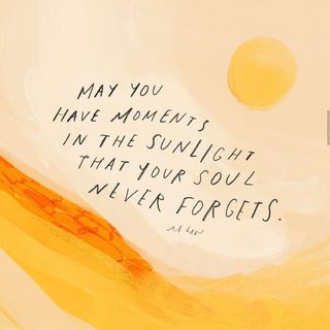 MAY YOU
HAVE MOMENTS
IN THE SUNLIGHT
THAT YOUR SOUL
NEVER FORGETS.